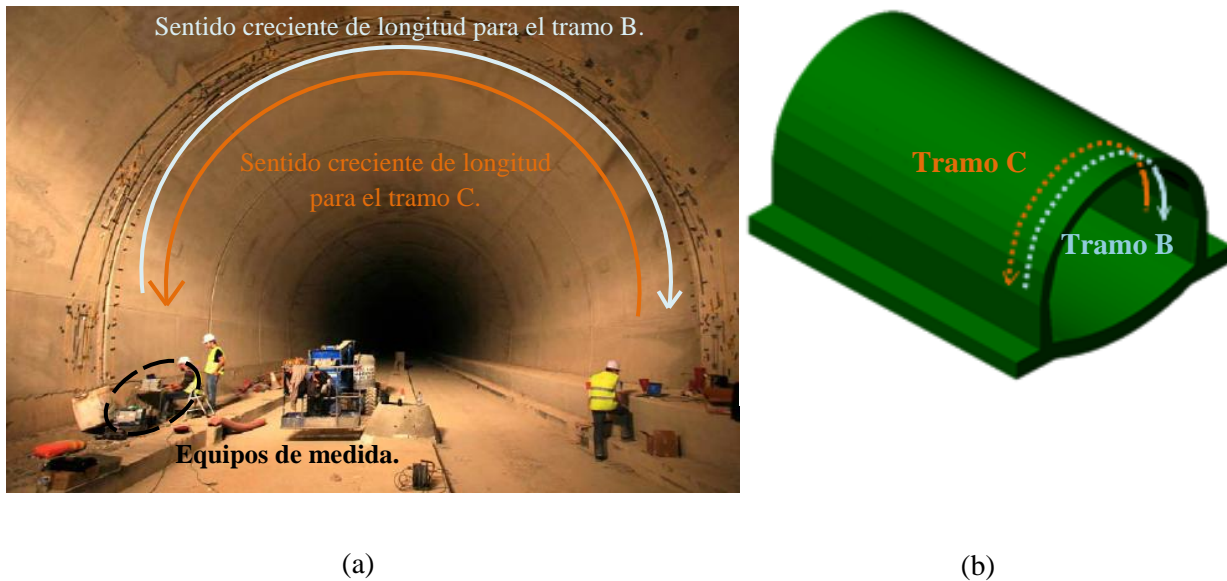 Sentido creciente de longitud para el tramo B.
Sentido creciente de longitud
para el tramo C.
Equipos de medida.
Tramo C
Tramo B
(a)
(b)